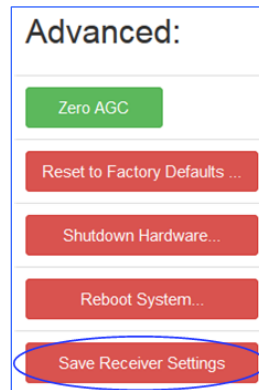 Advanced:
Zero AGC
Reset to Factory Defaults ...
Shutdown Hardware...
Reboot System...
Save Receiver Settings